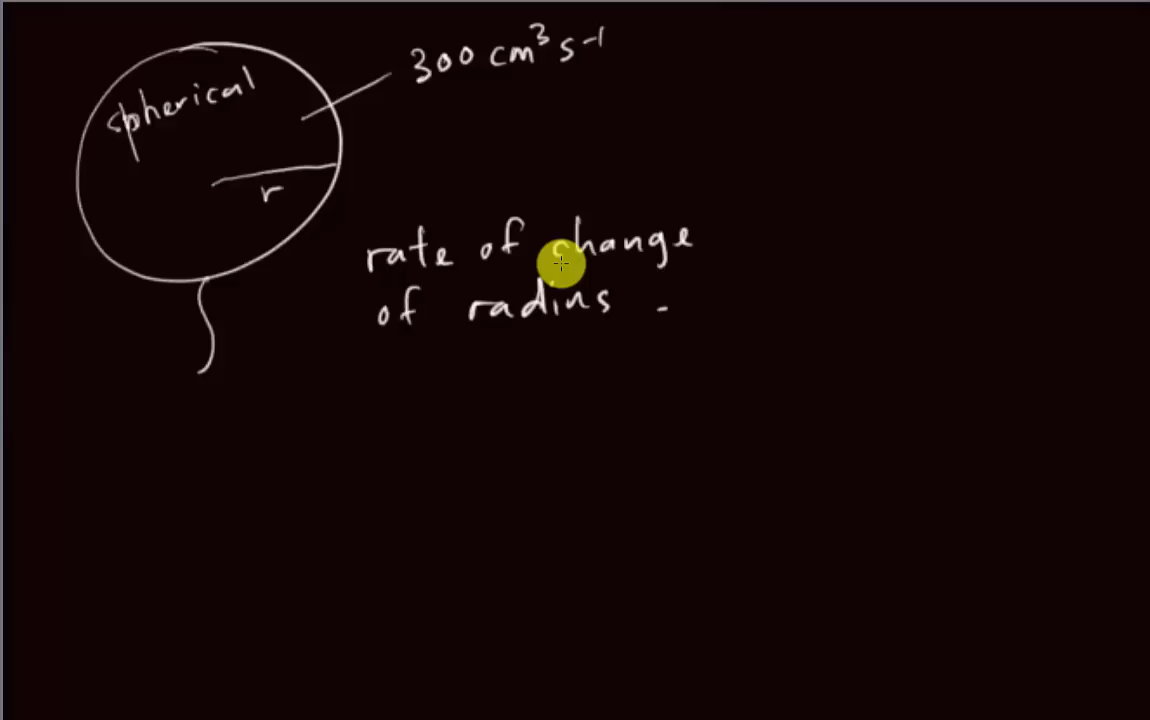 spherical
300 cm³ s⁻¹
r
rate of change
of radius .